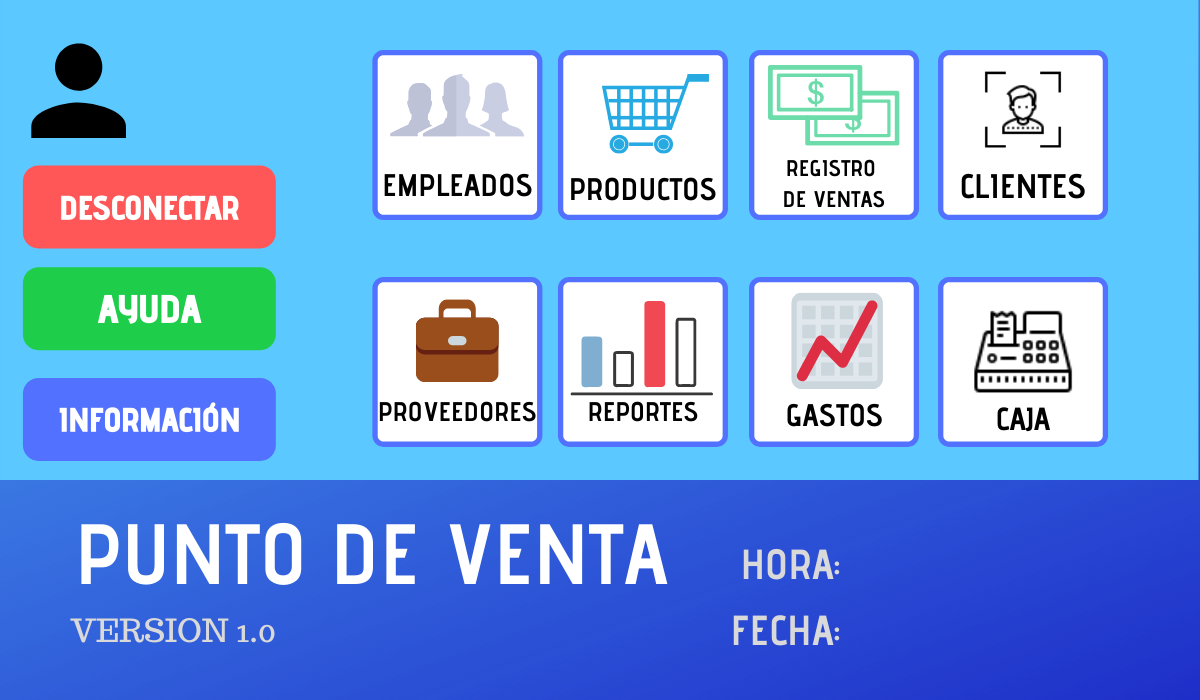 DESCONECTAR
AYUDA
INFORMACIÓN
EMPLEADOS
PRODUCTOS
$
$
REGISTRO
DE VENTAS
CLIENTES
PROVEEDORES
REPORTES
GASTOS
CAJA
PUNTO DE VENTA
VERSION 1.0
HORA:
FECHA: